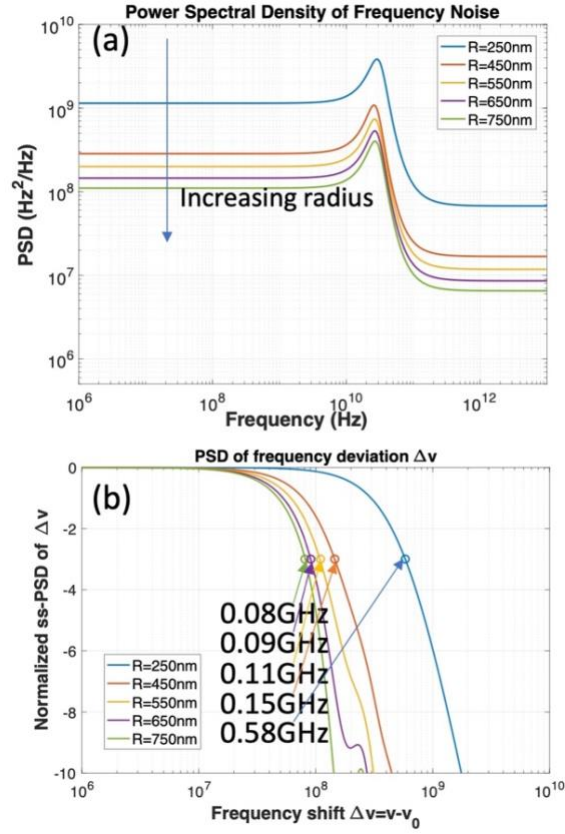 Power Spectral Density of Frequency Noise
(a)
10^10
10^9
10^8
10^7
10^6
PSD (Hz^2/Hz)
R=250nm
R=450nm
R=550nm
R=650nm
R=750nm
Increasing radius
10^6 10^8 10^10 10^12
Frequency (Hz)
PSD of frequency deviation Δv
(b)
0
-2
-4
-6
-8
-10
Normalized ss-PSD of Δv
0.08GHz
0.09GHz
0.11GHz
0.15GHz
0.58GHz
R=250nm
R=450nm
R=550nm
R=650nm
R=750nm
10^6 10^7 10^8 10^9 10^10
Frequency shift Δv=v-v_0